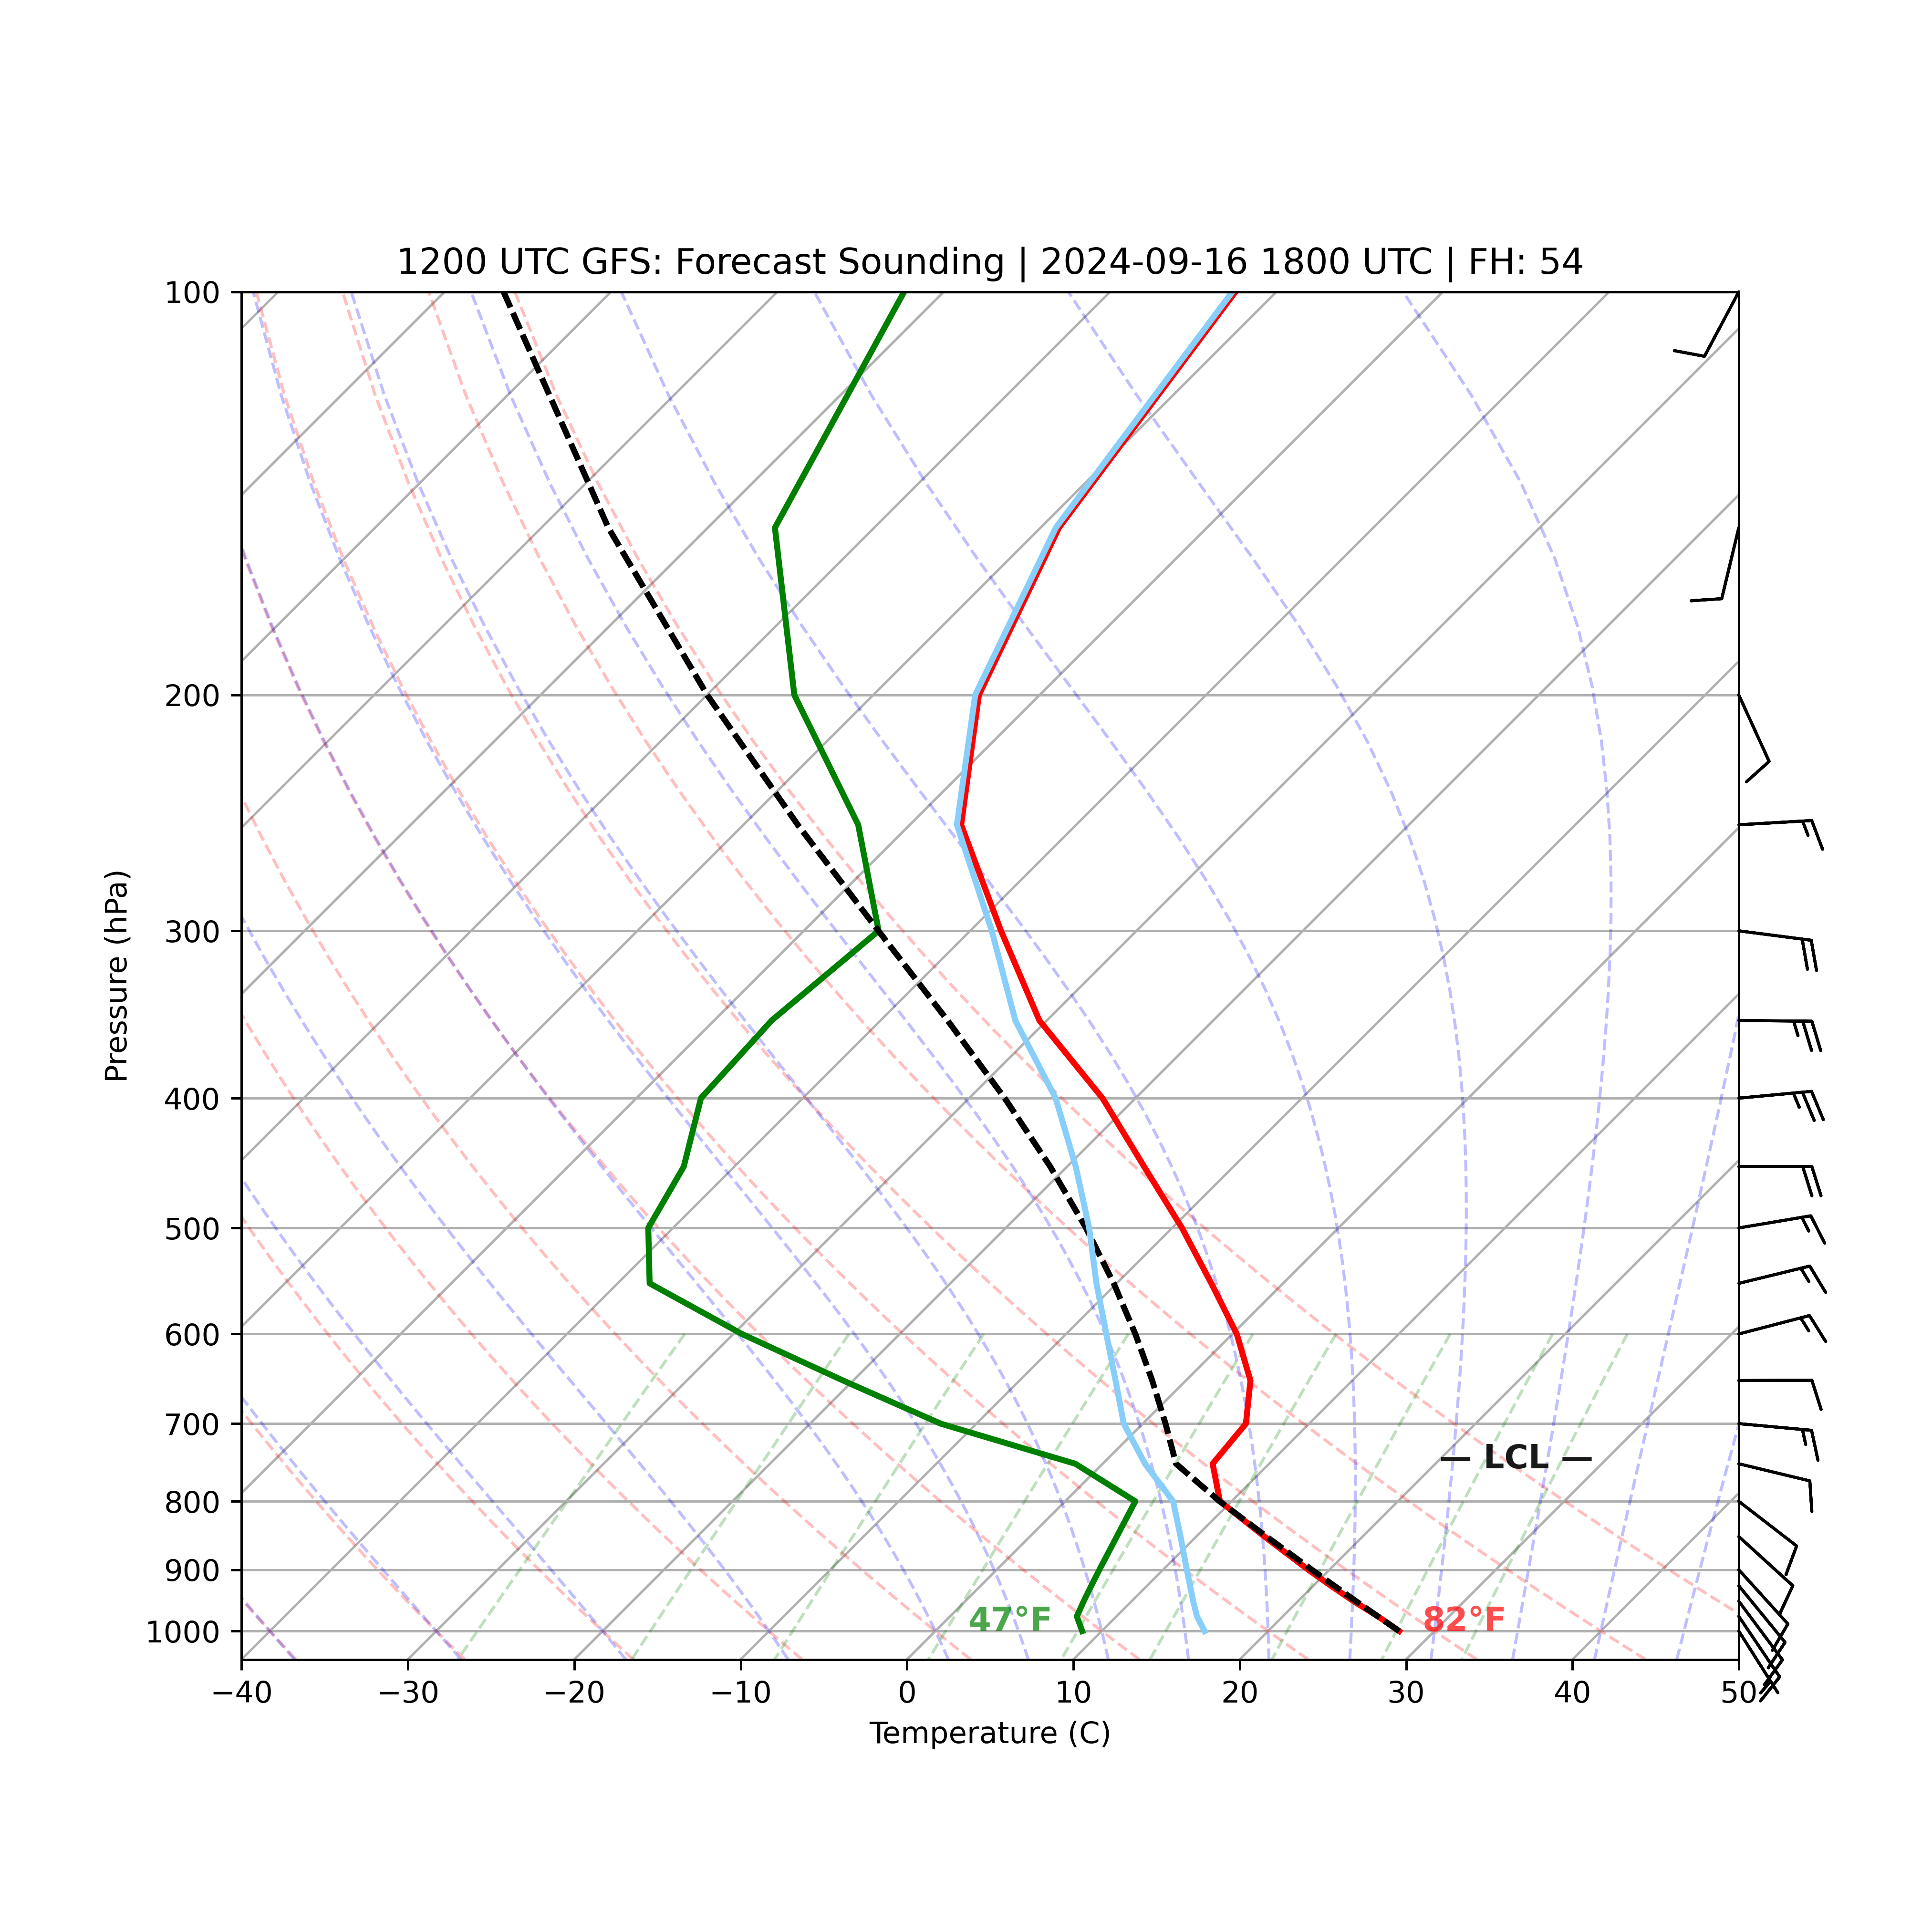 1200 UTC GFS: Forecast Sounding | 2024-09-16 1800 UTC | FH: 54
100
200
300
400
500
600
700
800
900
1000
Pressure (hPa)
— LCL —
47°F
82°F
−40 −30 −20 −10 0 10 20 30 40 50
Temperature (C)